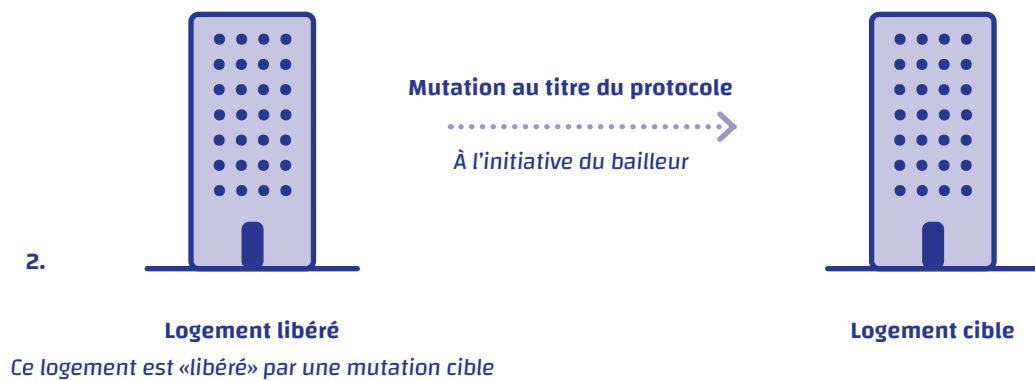 Mutation au titre du protocole
À l’initiative du bailleur
2.
Logement libéré
Logement cible
Ce logement est «libéré» par une mutation cible